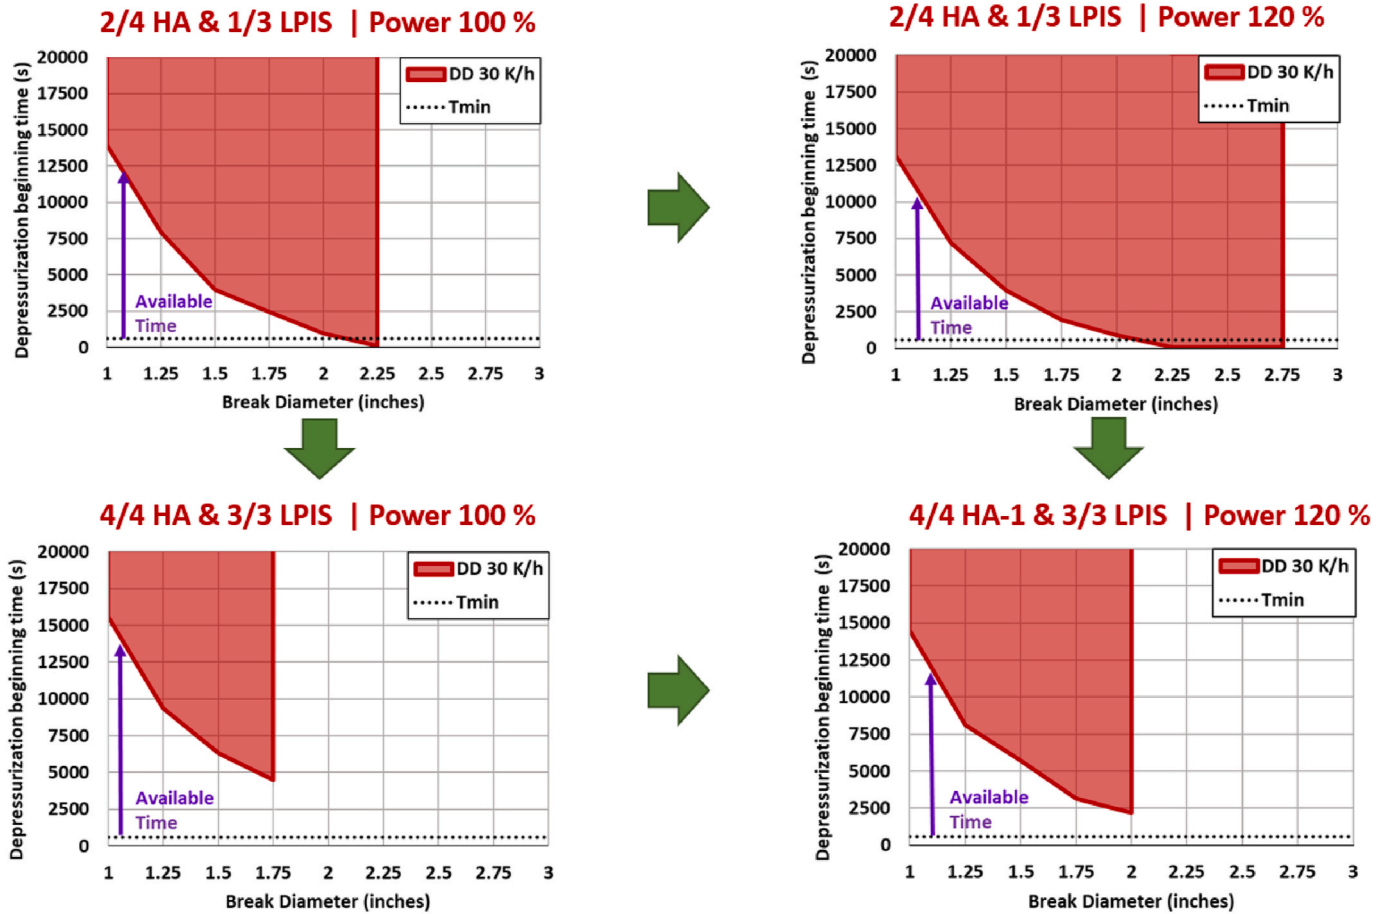 2/4 HA & 1/3 LPIS | Power 100 %
Depressurization beginning time (s)
20000
17500
15000
12500
10000
7500
5000
2500
0
DD 30 K/h
Tmin
Available
Time
1 1.25 1.5 1.75 2 2.25 2.5 2.75 3
Break Diameter (inches)
2/4 HA & 1/3 LPIS | Power 120 %
Depressurization beginning time (s)
20000
17500
15000
12500
10000
7500
5000
2500
0
DD 30 K/h
Tmin
Available
Time
1 1.25 1.5 1.75 2 2.25 2.5 2.75 3
Break Diameter (inches)
4/4 HA & 3/3 LPIS | Power 100 %
Depressurization beginning time (s)
20000
17500
15000
12500
10000
7500
5000
2500
0
DD 30 K/h
Tmin
Available
Time
1 1.25 1.5 1.75 2 2.25 2.5 2.75 3
Break Diameter (inches)
4/4 HA-1 & 3/3 LPIS | Power 120 %
Depressurization beginning time (s)
20000
17500
15000
12500
10000
7500
5000
2500
0
DD 30 K/h
Tmin
Available
Time
1 1.25 1.5 1.75 2 2.25 2.5 2.75 3
Break Diameter (inches)